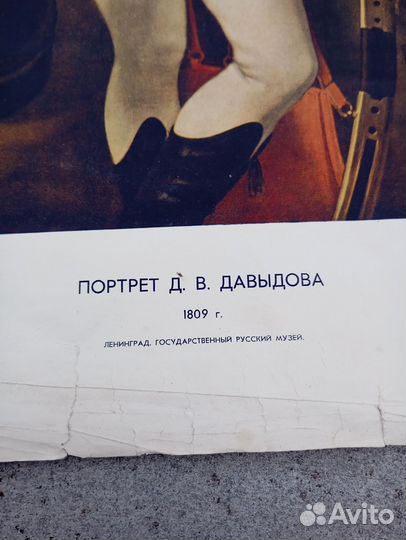 ПОРТРЕТ Д. В. ДАВЫДОВА
1809 г.
ЛЕНИНГРАД. ГОСУДАРСТВЕННЫЙ РУССКИЙ МУЗЕЙ.
Avito